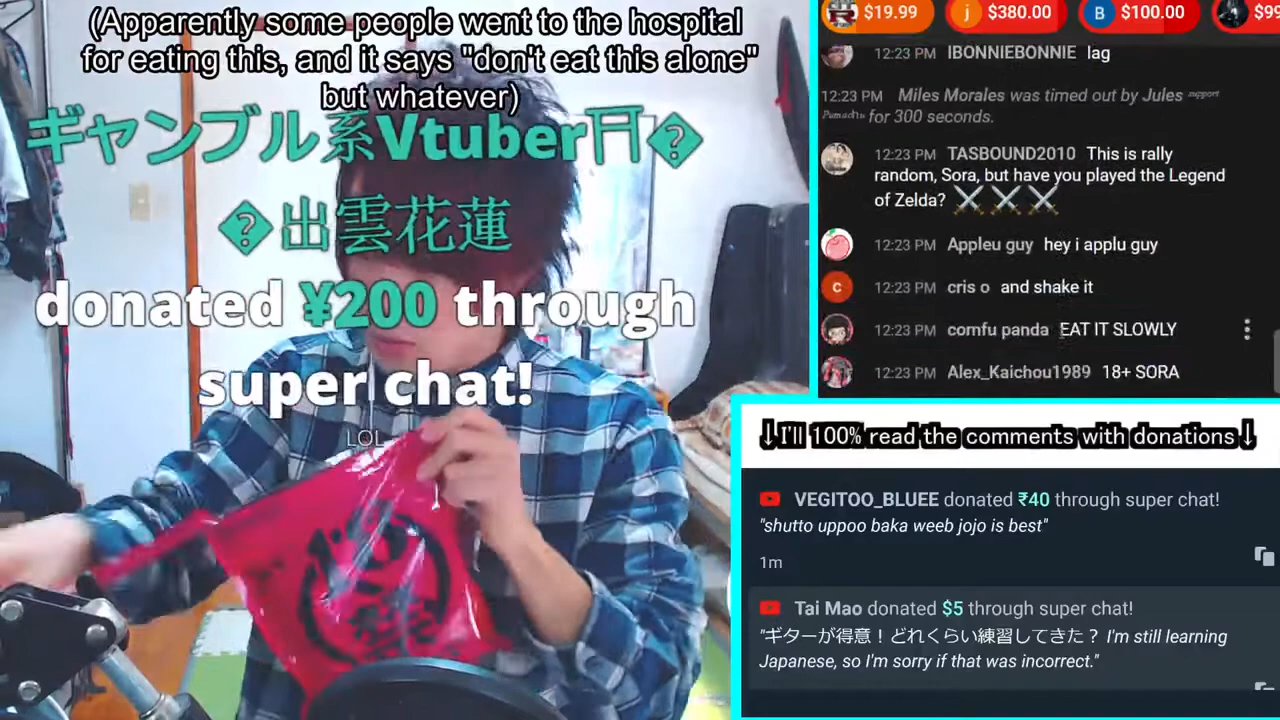 (Apparently some people went to the hospital
for eating this, and it says "don't eat this alone"
but whatever)
ギャンブル系Vtuber⛩�
�出雲花蓮
donated ¥200 through
super chat!
LOL
$19.99
j $380.00
B $100.00
12:23 PM IBONNIEBONNIE lag
12:23 PM Miles Morales was timed out by Jules
for 300 seconds.
12:23 PM TASBOUND2010 This is rally
random, Sora, but have you played the Legend
of Zelda? ⚔⚔⚔
12:23 PM Appleu guy hey i applu guy
c 12:23 PM cris o and shake it
12:23 PM comfu panda EAT IT SLOWLY
12:23 PM Alex_Kaichou1989 18+ SORA
↓I'll 100% read the comments with donations↓
VEGITOO_BLUEE donated ₹40 through super chat!
"shutto uppoo baka weeb jojo is best"
1m
Tai Mao donated $5 through super chat!
"ギターが得意！どれくらい練習してきた？ I'm still learning
Japanese, so I'm sorry if that was incorrect."